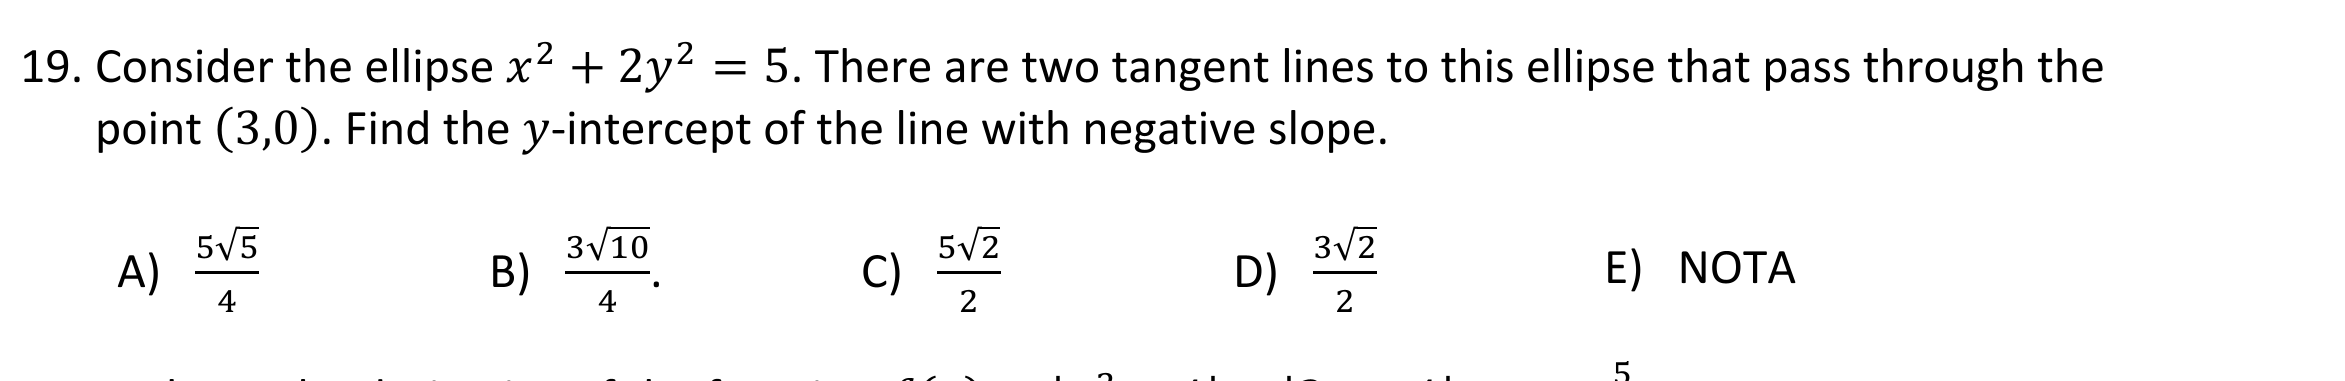 19. Consider the ellipse x² + 2y² = 5. There are two tangent lines to this ellipse that pass through the
point (3,0). Find the y-intercept of the line with negative slope.
A) 5√5/4 B) 3√10/4. C) 5√2/2 D) 3√2/2 E) NOTA
5